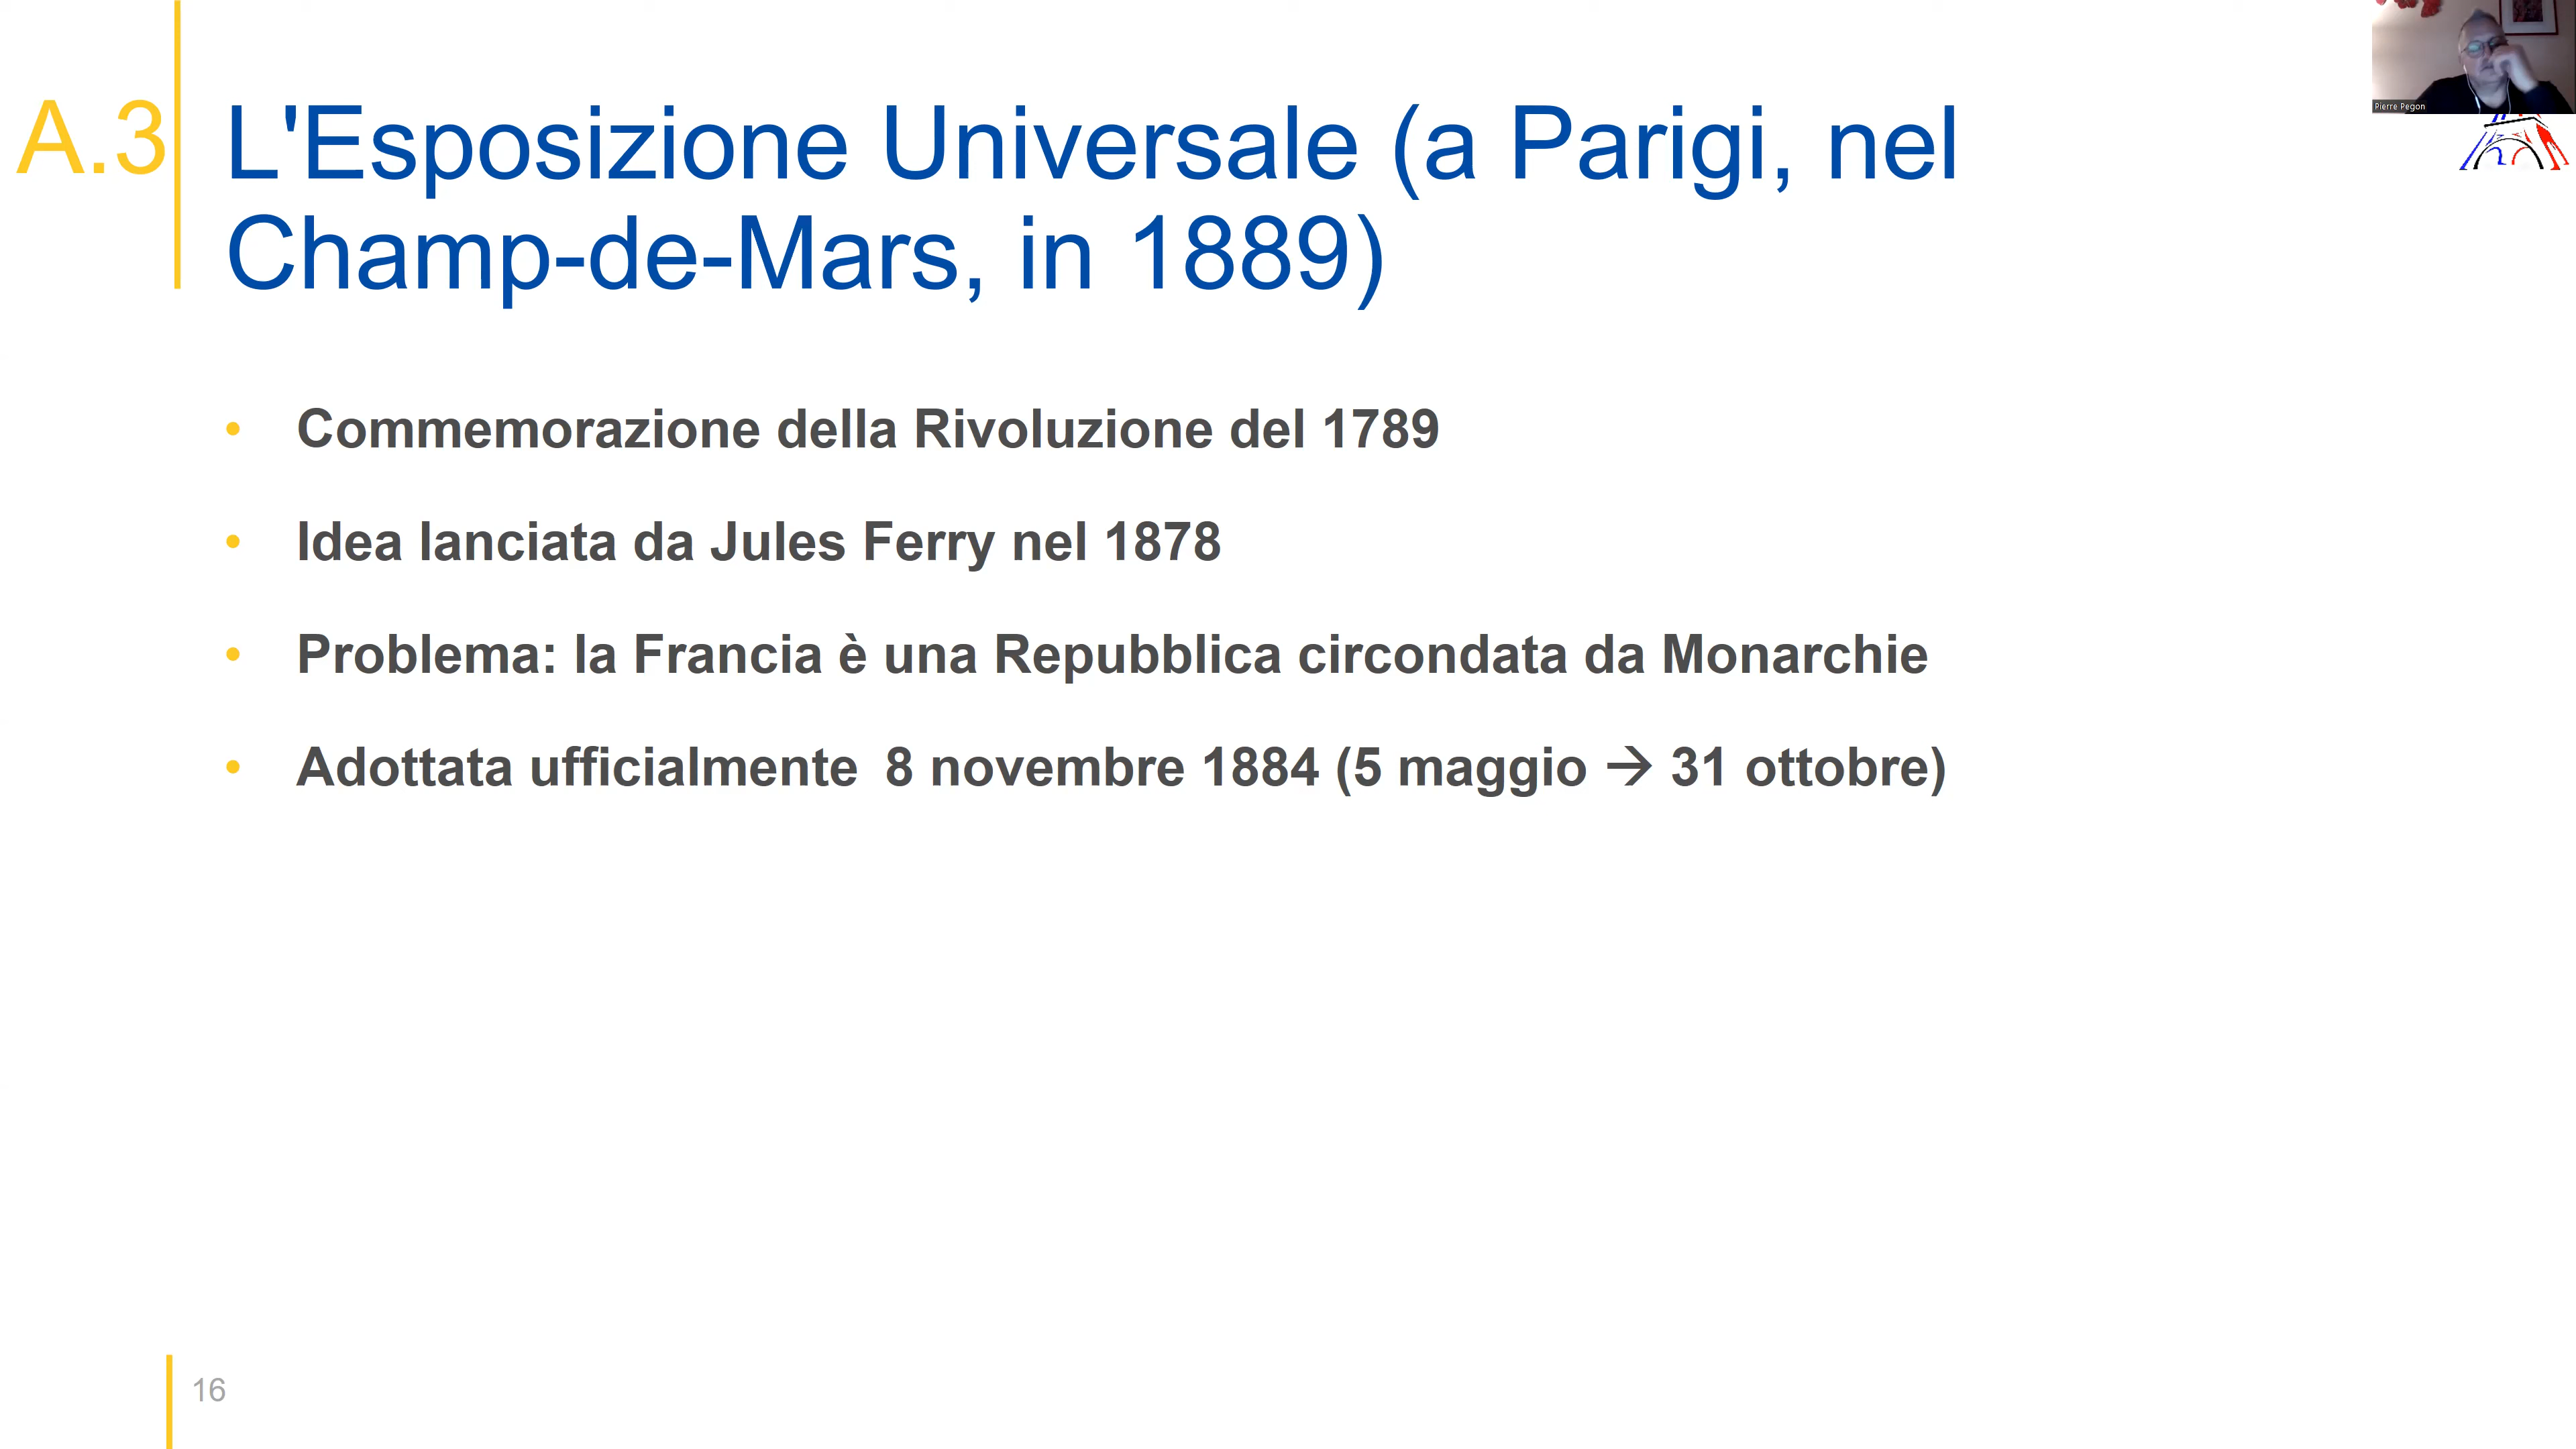 A.3
L'Esposizione Universale (a Parigi, nel
Champ-de-Mars, in 1889)
• Commemorazione della Rivoluzione del 1789
• Idea lanciata da Jules Ferry nel 1878
• Problema: la Francia è una Repubblica circondata da Monarchie
• Adottata ufficialmente  8 novembre 1884 (5 maggio → 31 ottobre)
Pierre Pegon
16